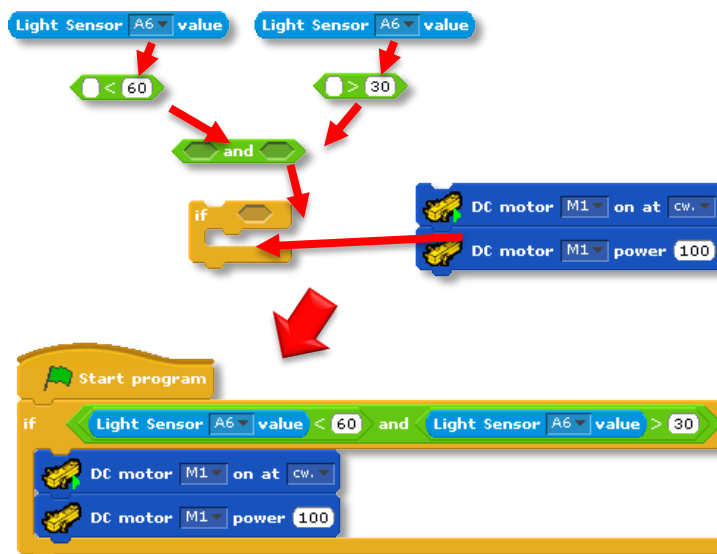 Light Sensor A6 value Light Sensor A6 value
< 60 > 30
and
if
DC motor M1 on at cw.
DC motor M1 power 100
Start program
if Light Sensor A6 value < 60 and Light Sensor A6 value > 30
DC motor M1 on at cw.
DC motor M1 power 100